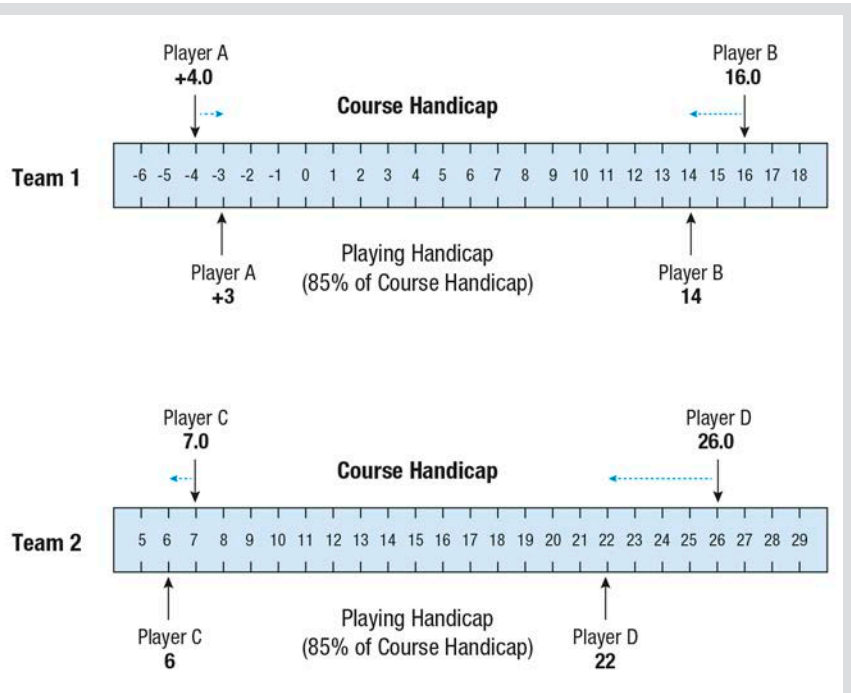 Player A
+4.0
Player B
16.0
Course Handicap
Team 1
-6 -5 -4 -3 -2 -1 0 1 2 3 4 5 6 7 8 9 10 11 12 13 14 15 16 17 18
Player A
+3
Playing Handicap
(85% of Course Handicap)
Player B
14
Player C
7.0
Player D
26.0
Course Handicap
Team 2
5 6 7 8 9 10 11 12 13 14 15 16 17 18 19 20 21 22 23 24 25 26 27 28 29
Player C
6
Playing Handicap
(85% of Course Handicap)
Player D
22